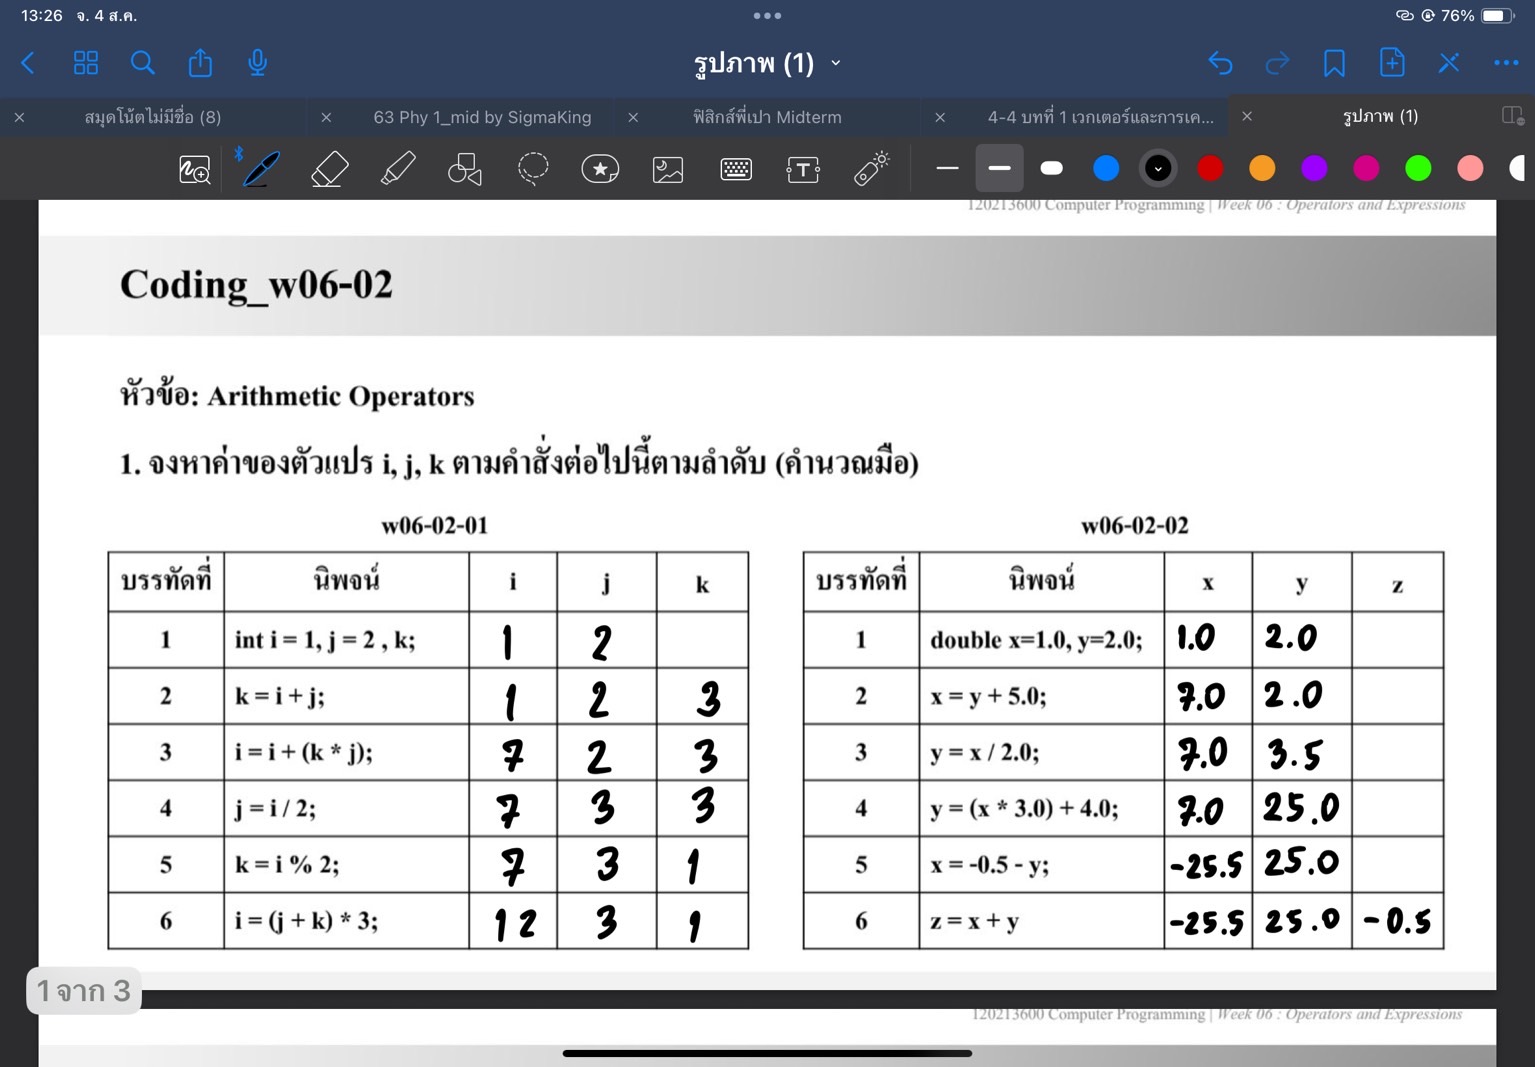 13:26 จ. 4 ส.ค.
76%
รูปภาพ (1)
สมุดโน้ตไม่มีชื่อ (8)
63 Phy 1_mid by SigmaKing
ฟิสิกส์พี่เปา Midterm
4-4 บทที่ 1 เวกเตอร์และการเค...
รูปภาพ (1)
120213600 Computer Programming | Week 06 : Operators and Expressions
Coding_w06-02
หัวข้อ: Arithmetic Operators
1. จงหาค่าของตัวแปร i, j, k ตามคำสั่งต่อไปนี้ตามลำดับ (คำนวณมือ)
w06-02-01
บรรทัดที่ นิพจน์ i j k
1 int i = 1, j = 2 , k; 1 2
2 k = i + j; 1 2 3
3 i = i + (k * j); 7 2 3
4 j = i / 2; 7 3 3
5 k = i % 2; 7 3 1
6 i = (j + k) * 3; 12 3 1
w06-02-02
บรรทัดที่ นิพจน์ x y z
1 double x=1.0, y=2.0; 1.0 2.0
2 x = y + 5.0; 7.0 2.0
3 y = x / 2.0; 7.0 3.5
4 y = (x * 3.0) + 4.0; 7.0 25.0
5 x = -0.5 - y; -25.5 25.0
6 z = x + y -25.5 25.0 -0.5
1 จาก 3
120213600 Computer Programming | Week 06 : Operators and Expressions